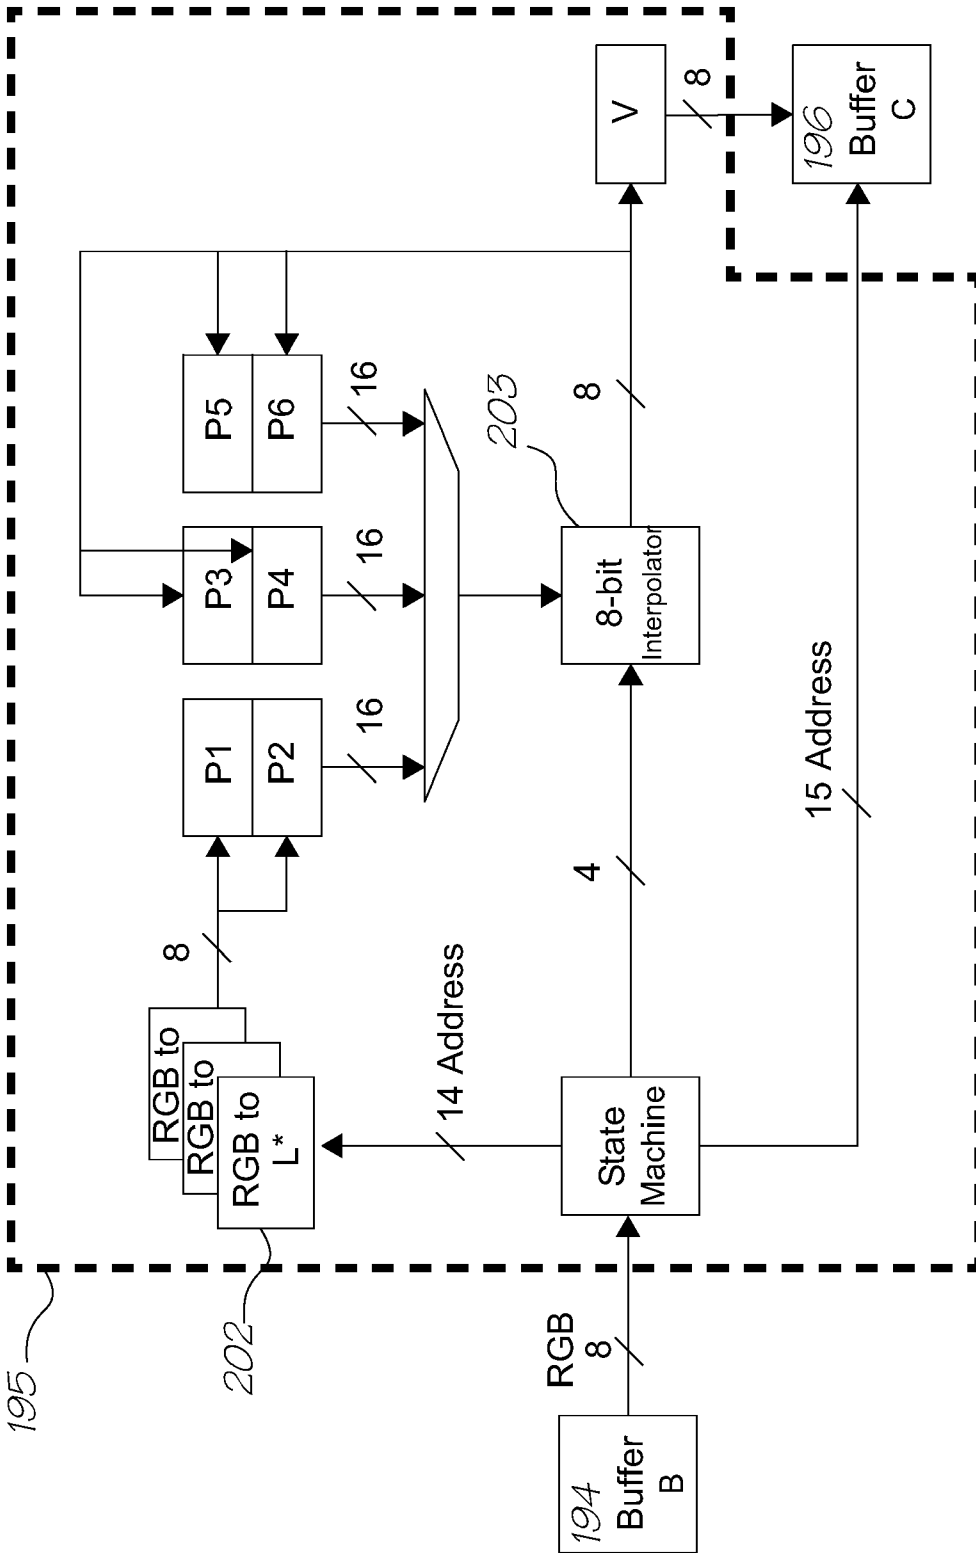 195
202
RGB to
RGB to
RGB to
L*
8
P1
P2
P3
P4
P5
P6
16
16
16
14 Address
203
194
Buffer
B
RGB
8
State
Machine
4
8-bit
Interpolator
8
V
8
15 Address
196
Buffer
C